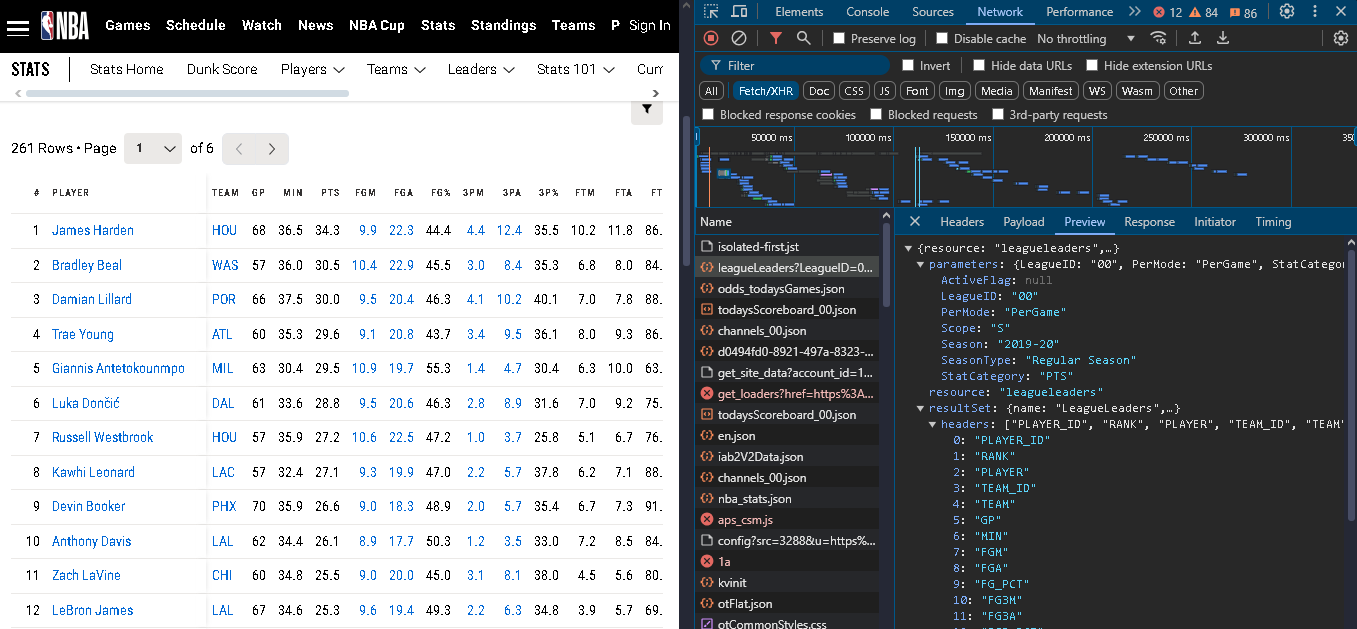 NBA Games Schedule Watch News NBA Cup Stats Standings Teams P Sign In
STATS Stats Home Dunk Score Players Teams Leaders Stats 101 Cum
261 Rows • Page 1 of 6
# PLAYER TEAM GP MIN PTS FGM FGA FG% 3PM 3PA 3P% FTM FTA FT
1 James Harden HOU 68 36.5 34.3 9.9 22.3 44.4 4.4 12.4 35.5 10.2 11.8 86.
2 Bradley Beal WAS 57 36.0 30.5 10.4 22.9 45.5 3.0 8.4 35.3 6.8 8.0 84.
3 Damian Lillard POR 66 37.5 30.0 9.5 20.4 46.3 4.1 10.2 40.1 7.0 7.8 88.
4 Trae Young ATL 60 35.3 29.6 9.1 20.8 43.7 3.4 9.5 36.1 8.0 9.3 86.
5 Giannis Antetokounmpo MIL 63 30.4 29.5 10.9 19.7 55.3 1.4 4.7 30.4 6.3 10.0 63.
6 Luka Dončić DAL 61 33.6 28.8 9.5 20.6 46.3 2.8 8.9 31.6 7.0 9.2 75.
7 Russell Westbrook HOU 57 35.9 27.2 10.6 22.5 47.2 1.0 3.7 25.8 5.1 6.7 76.
8 Kawhi Leonard LAC 57 32.4 27.1 9.3 19.9 47.0 2.2 5.7 37.8 6.2 7.1 88.
9 Devin Booker PHX 70 35.9 26.6 9.0 18.3 48.9 2.0 5.7 35.4 6.7 7.3 91.
10 Anthony Davis LAL 62 34.4 26.1 8.9 17.7 50.3 1.2 3.5 33.0 7.2 8.5 84.
11 Zach LaVine CHI 60 34.8 25.5 9.0 20.0 45.0 3.1 8.1 38.0 4.5 5.6 80.
12 LeBron James LAL 67 34.6 25.3 9.6 19.4 49.3 2.2 6.3 34.8 3.9 5.7 69.
Elements Console Sources Network Performance 12 84 86
Preserve log Disable cache No throttling
Filter Invert Hide data URLs Hide extension URLs
All Fetch/XHR Doc CSS JS Font Img Media Manifest WS Wasm Other
Blocked response cookies Blocked requests 3rd-party requests
50000 ms 100000 ms 150000 ms 200000 ms 250000 ms 300000 ms 350
Name
isolated-first.jst
leagueLeaders?LeagueID=0...
odds_todaysGames.json
todaysScoreboard_00.json
channels_00.json
d0494fd0-8921-497a-8323-...
get_site_data?account_id=1...
get_loaders?href=https%3A...
todaysScoreboard_00.json
en.json
iab2V2Data.json
channels_00.json
nba_stats.json
aps_csm.js
config?src=3288&u=https%...
1a
kvinit
otFlat.json
otCommonStyles.css
Headers Payload Preview Response Initiator Timing
{resource: "leagueleaders",…}
parameters: {LeagueID: "00", PerMode: "PerGame", StatCategor
ActiveFlag: null
LeagueID: "00"
PerMode: "PerGame"
Scope: "S"
Season: "2019-20"
SeasonType: "Regular Season"
StatCategory: "PTS"
resource: "leagueleaders"
resultSet: {name: "LeagueLeaders",…}
headers: ["PLAYER_ID", "RANK", "PLAYER", "TEAM_ID", "TEAM"
0: "PLAYER_ID"
1: "RANK"
2: "PLAYER"
3: "TEAM_ID"
4: "TEAM"
5: "GP"
6: "MIN"
7: "FGM"
8: "FGA"
9: "FG_PCT"
10: "FG3M"
11: "FG3A"